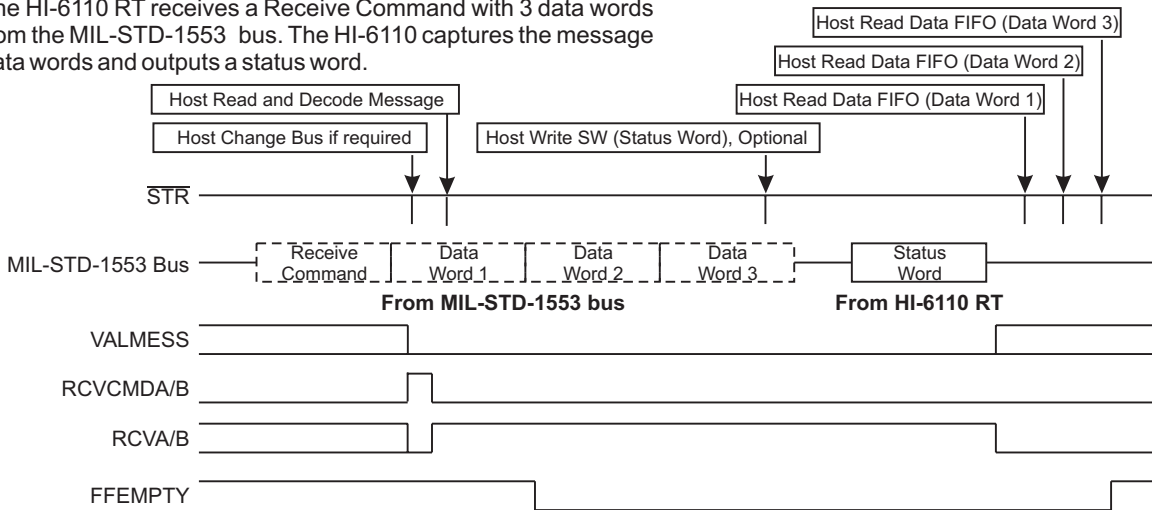 HI-6110 RT receives a Receive Command with 3 data words
the MIL-STD-1553 bus. The HI-6110 captures the message
words and outputs a status word.
Host Read Data FIFO (Data Word 3)
Host Read Data FIFO (Data Word 2)
Host Read and Decode Message
Host Read Data FIFO (Data Word 1)
Host Change Bus if required
Host Write SW (Status Word), Optional
STR
MIL-STD-1553 Bus
Receive Command
Data Word 1
Data Word 2
Data Word 3
Status Word
From MIL-STD-1553 bus
From HI-6110 RT
VALMESS
RCVCMDA/B
RCVA/B
FFEMPTY